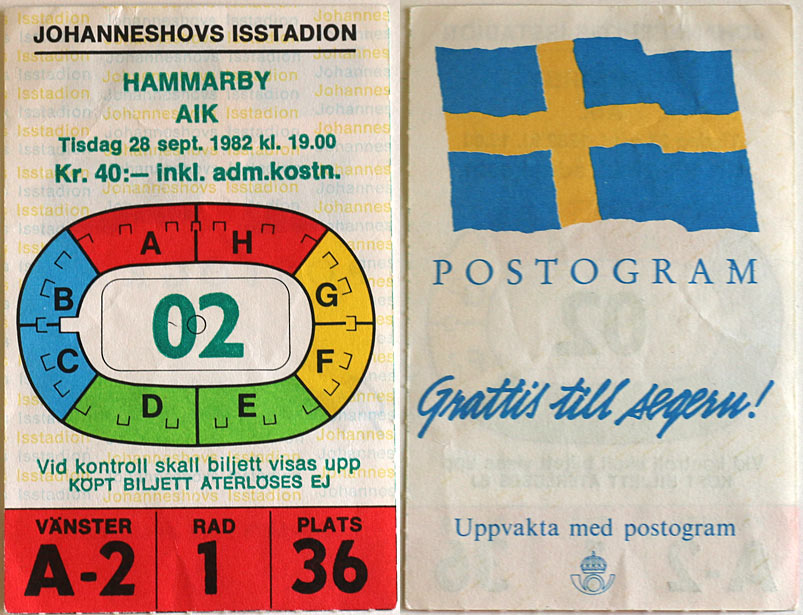 JOHANNESHOVS ISSTADION
HAMMARBY
AIK
Tisdag 28 sept. 1982 kl. 19.00
Kr. 40:— inkl. adm.kostn.
A H
B G
02
C F
D E
Vid kontroll skall biljett visas upp
KÖPT BILJETT ÅTERLÖSES EJ
VÄNSTER RAD PLATS
A-2 1 36
POSTOGRAM
Grattis till segern!
Uppvakta med postogram